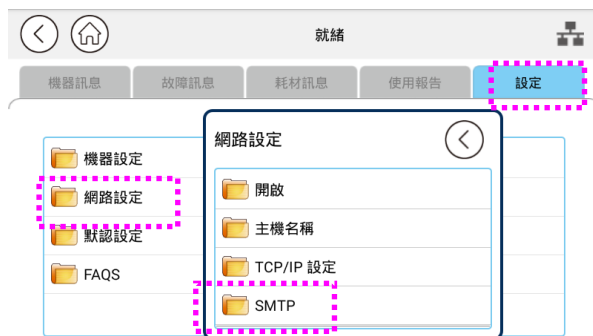 就緒
機器訊息 故障訊息 耗材訊息 使用報告 設定
機器設定
網路設定
默認設定
FAQS
網路設定
開啟
主機名稱
TCP/IP 設定
SMTP